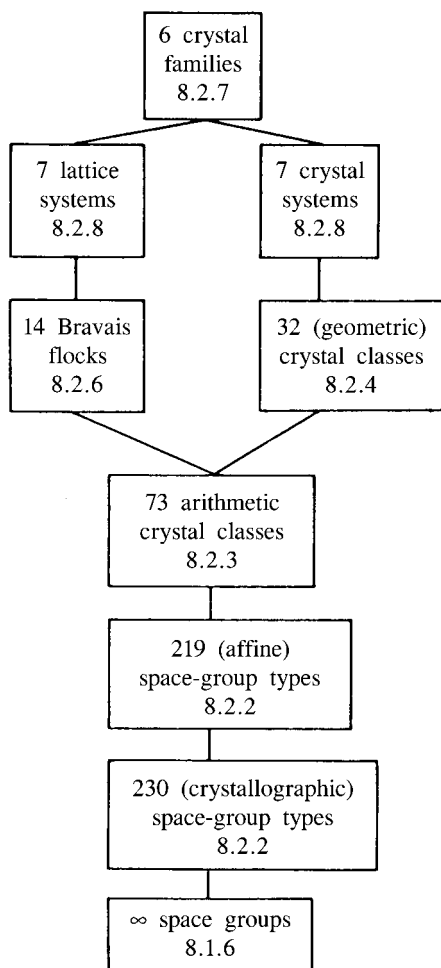 6 crystal
families
8.2.7
7 lattice
systems
8.2.8
7 crystal
systems
8.2.8
14 Bravais
flocks
8.2.6
32 (geometric)
crystal classes
8.2.4
73 arithmetic
crystal classes
8.2.3
219 (affine)
space-group types
8.2.2
230 (crystallographic)
space-group types
8.2.2
∞ space groups
8.1.6